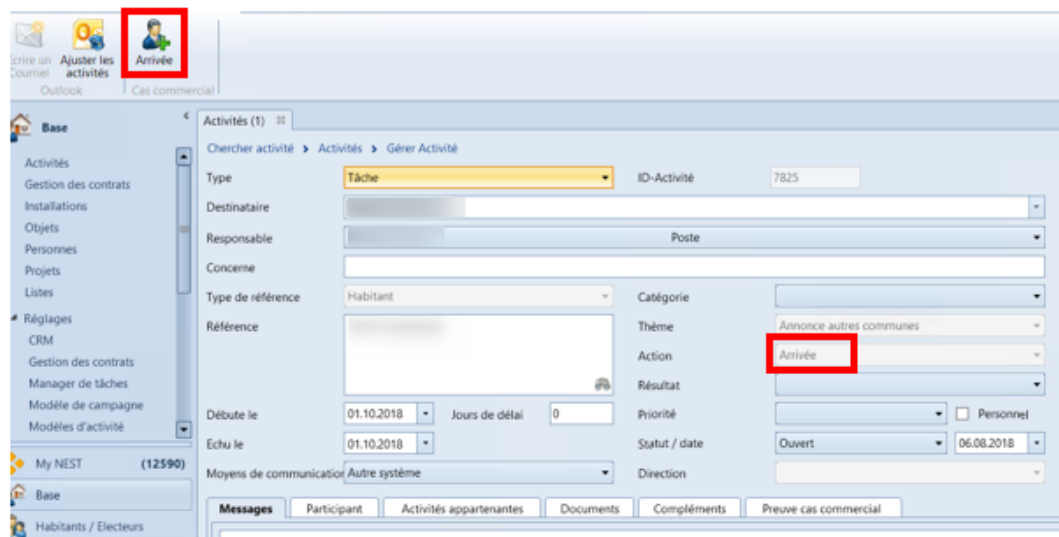 Écrire un Ajuster les Arrivée
Courriel activités
Outlook Cas commercial
Base
Activités
Gestion des contrats
Installations
Objets
Personnes
Projets
Listes
Réglages
CRM
Gestion des contrats
Manager de tâches
Modèle de campagne
Modèles d'activité
My NEST (12590)
Base
Habitants / Electeurs
Activités (1)
Chercher activité > Activités > Gérer Activité
Type Tâche ID-Activité 7825
Destinataire
Responsable Poste
Concerne
Type de référence Habitant Catégorie
Référence Thème Annonce autres communes
Action Arrivée
Résultat
Débute le 01.10.2018 Jours de délai 0 Priorité Personnel
Echu le 01.10.2018 Statut / date Ouvert 06.08.2018
Moyens de communication Autre système Direction
Messages Participant Activités appartenantes Documents Compléments Preuve cas commercial